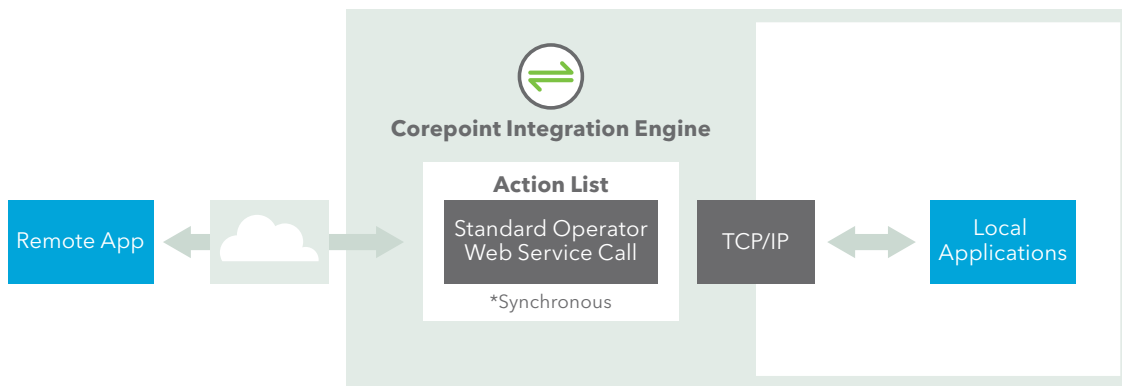 Corepoint Integration Engine
Action List
Remote App
Standard Operator
Web Service Call
*Synchronous
TCP/IP
Local
Applications